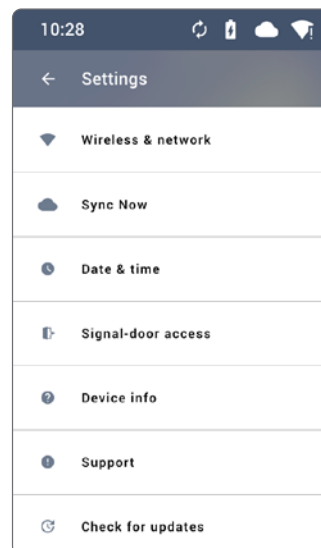 10:28
Settings
Wireless & network
Sync Now
Date & time
Signal-door access
Device info
Support
Check for updates